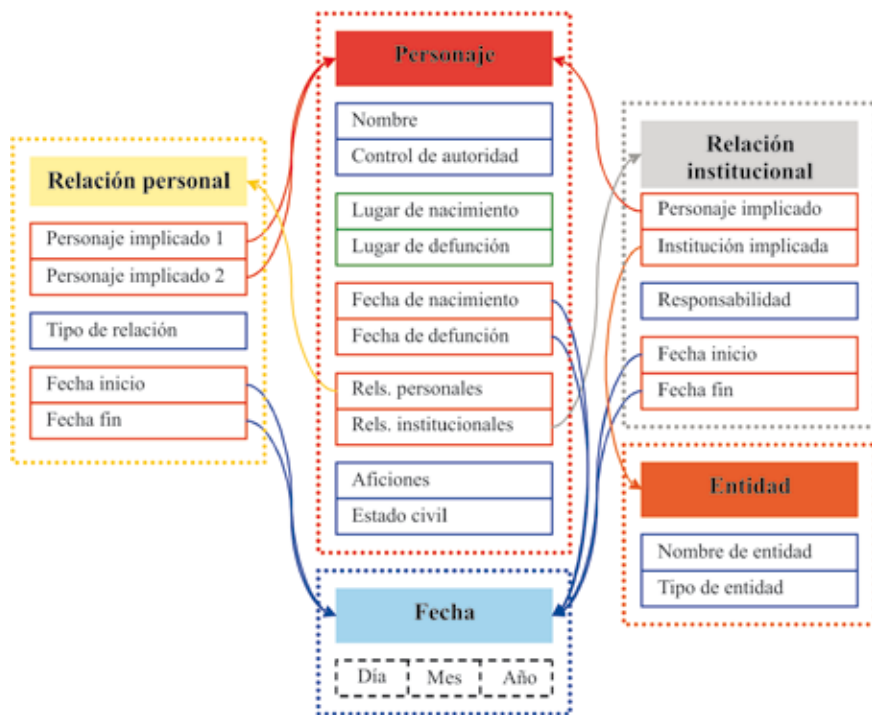 Personaje
Nombre
Control de autoridad
Lugar de nacimiento
Lugar de defunción
Fecha de nacimiento
Fecha de defunción
Rels. personales
Rels. institucionales
Aficiones
Estado civil
Relación personal
Personaje implicado 1
Personaje implicado 2
Tipo de relación
Fecha inicio
Fecha fin
Relación
institucional
Personaje implicado
Institución implicada
Responsabilidad
Fecha inicio
Fecha fin
Entidad
Nombre de entidad
Tipo de entidad
Fecha
Día Mes Año